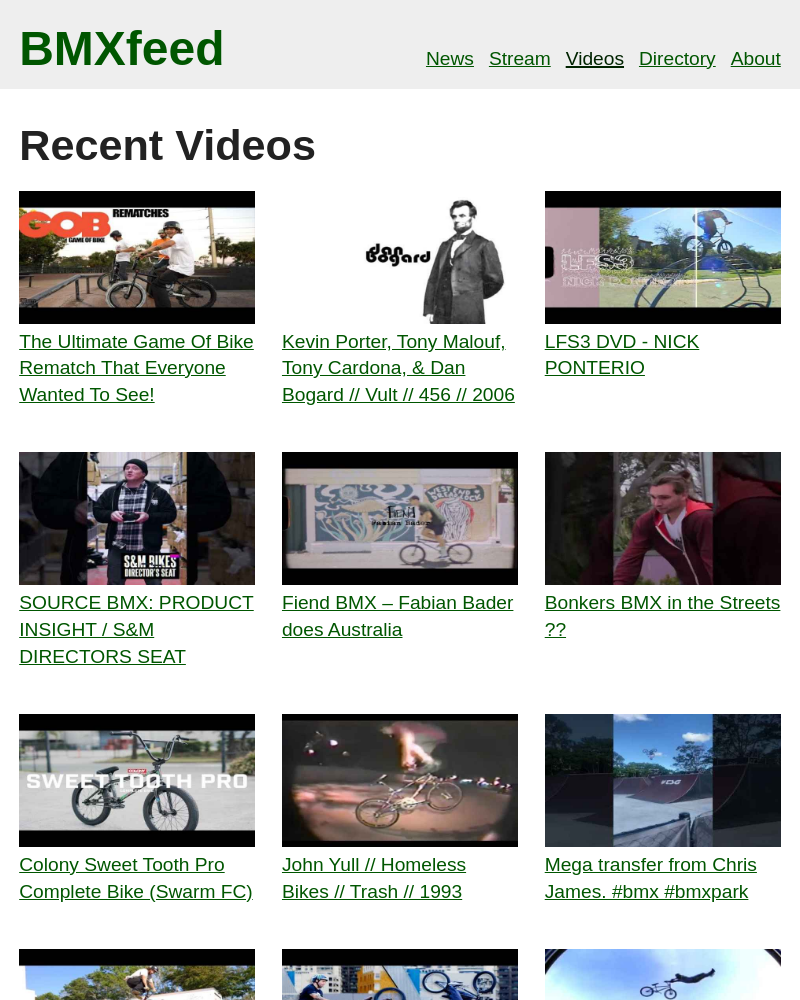 BMXfeed
News Stream Videos Directory About
Recent Videos
GOB
REMATCHES
GAME OF BIKE
The Ultimate Game Of Bike
Rematch That Everyone
Wanted To See!
dan
Bogard
Kevin Porter, Tony Malouf,
Tony Cardona, & Dan
Bogard // Vult // 456 // 2006
LFS3
LFS3 DVD - NICK
PONTERIO
S&M BIKES
DIRECTOR'S SEAT
SOURCE BMX: PRODUCT
INSIGHT / S&M
DIRECTORS SEAT
FIEND
Fabian Bader
Fiend BMX – Fabian Bader
does Australia
Bonkers BMX in the Streets
??
SWEET TOOTH PRO
Colony Sweet Tooth Pro
Complete Bike (Swarm FC)
John Yull // Homeless
Bikes // Trash // 1993
Mega transfer from Chris
James. #bmx #bmxpark